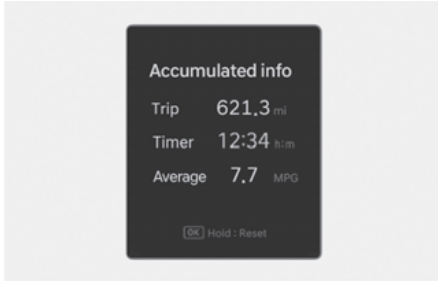 Accumulated info
Trip 621.3 mi
Timer 12:34 h:m
Average 7.7 MPG
OK Hold : Reset